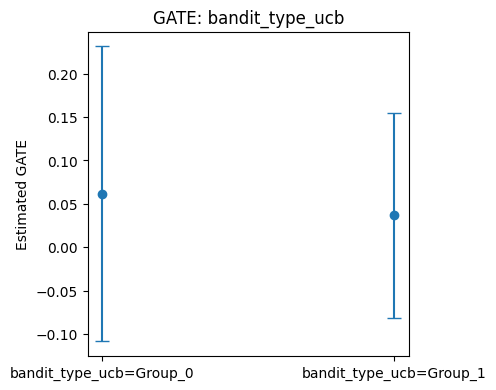 GATE: bandit_type_ucb
Estimated GATE
0.20
0.15
0.10
0.05
0.00
−0.05
−0.10
bandit_type_ucb=Group_0
bandit_type_ucb=Group_1